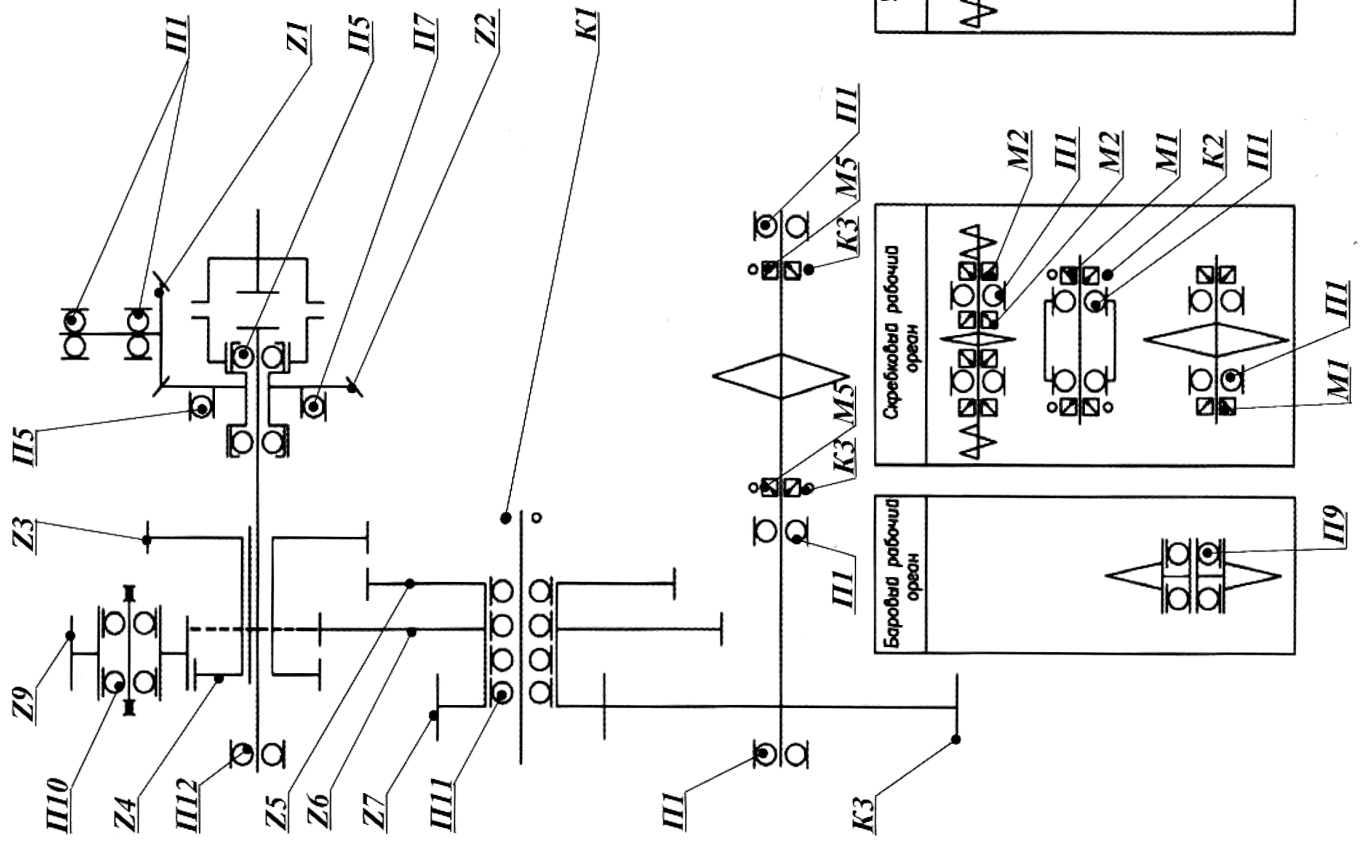 Z9
Z3
П5
П10
Z4
П1
П12
Z5
Z1
Z6
П5
Z7
П7
П11
Z2
К1
П1
П1
К3
М5
К3
М5
П1
К3
Баровый рабочий
орган
Скребковый рабочий
орган
М2
П1
М2
М1
К2
П1
П9
М1
П1